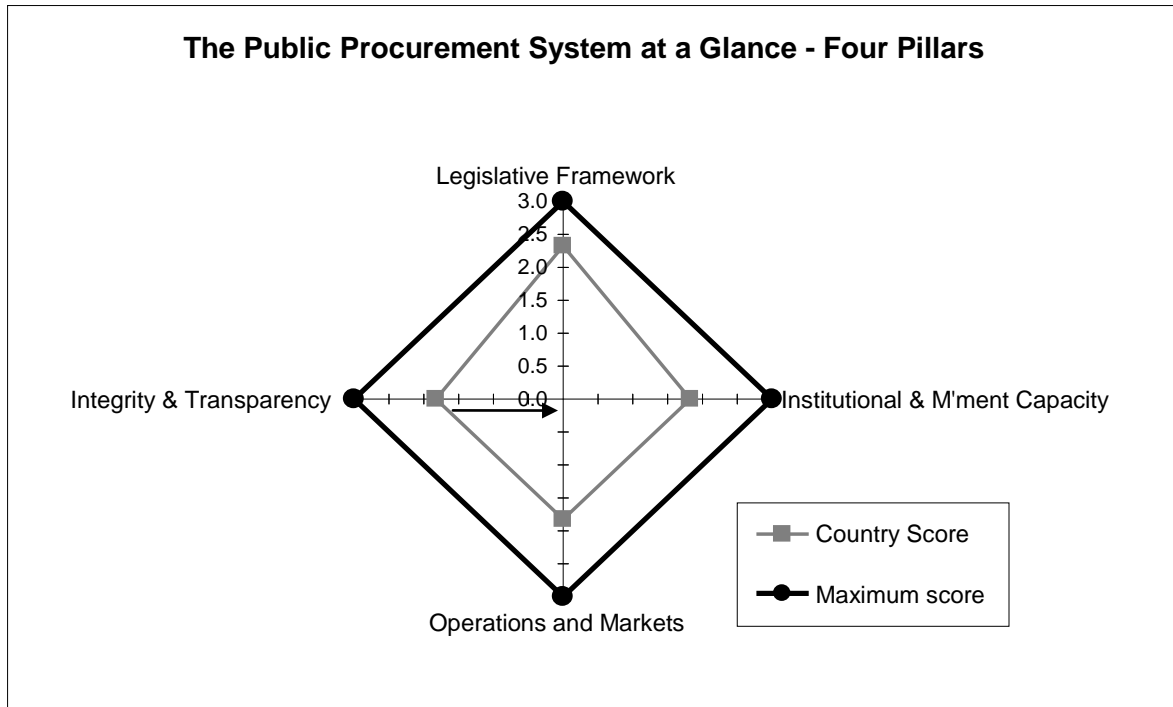 The Public Procurement System at a Glance - Four Pillars
Legislative Framework
3.0
2.5
2.0
1.5
1.0
0.5
0.0
Integrity & Transparency
Institutional & M'ment Capacity
Operations and Markets
Country Score
Maximum score